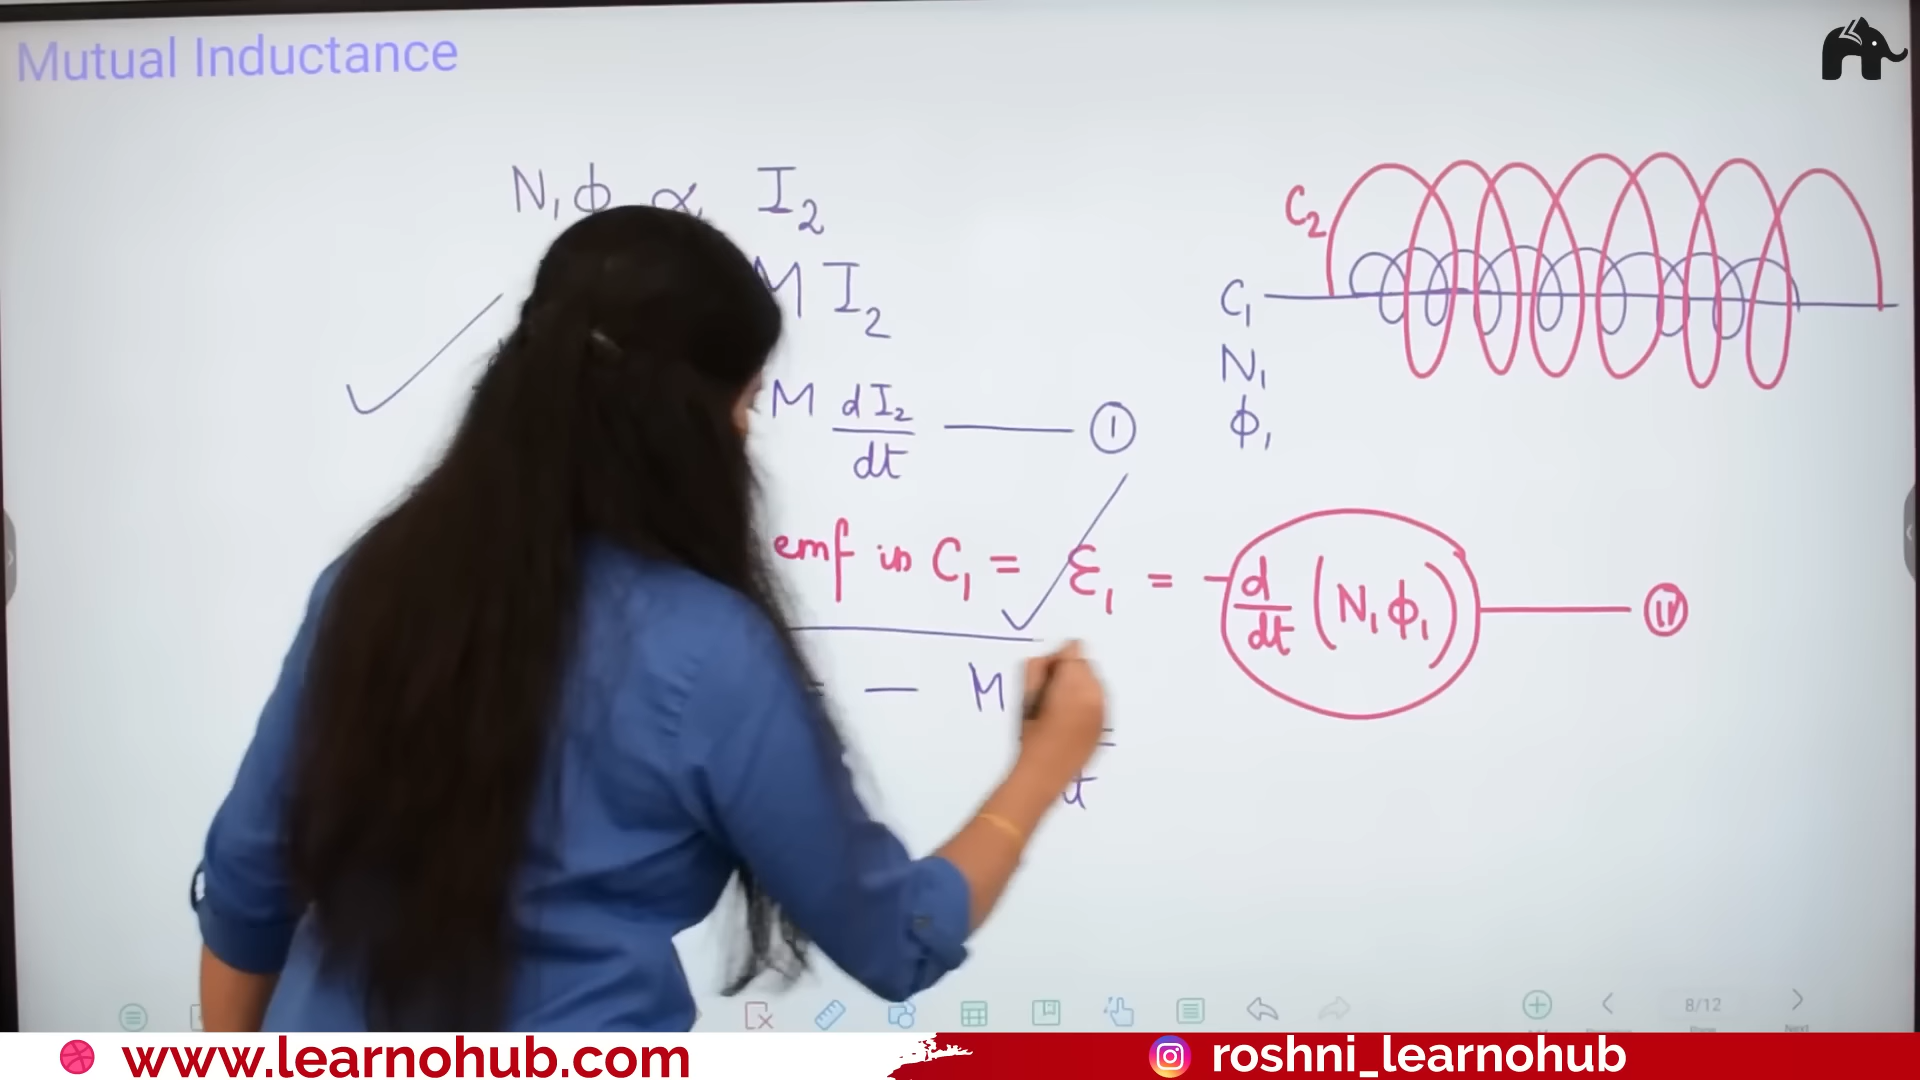 Mutual Inductance
N₁ϕ ∝ I₂
M I₂
M dI₂/dt ——— ①
emf in C₁ = ε₁ = -d/dt (N₁ϕ₁) ——— Ⓘ Ⓘ
= — M
C₂
C₁
N₁
ϕ₁
8/12
www.learnohub.com
roshni_learnohub